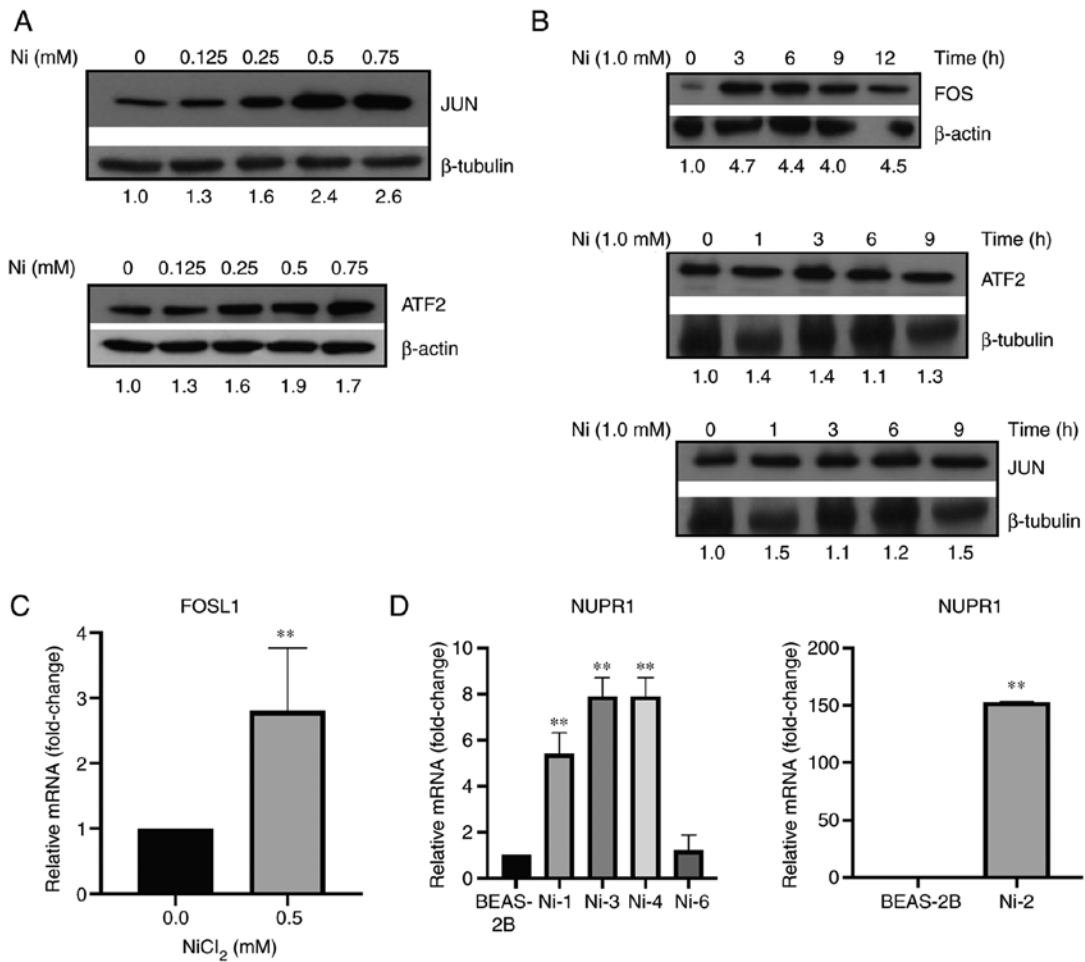 A
Ni (mM) 0 0.125 0.25 0.5 0.75
JUN
β-tubulin
1.0 1.3 1.6 2.4 2.6
Ni (mM) 0 0.125 0.25 0.5 0.75
ATF2
β-actin
1.0 1.3 1.6 1.9 1.7
B
Ni (1.0 mM) 0 3 6 9 12 Time (h)
FOS
β-actin
1.0 4.7 4.4 4.0 4.5
Ni (1.0 mM) 0 1 3 6 9 Time (h)
ATF2
β-tubulin
1.0 1.4 1.4 1.1 1.3
Ni (1.0 mM) 0 1 3 6 9 Time (h)
JUN
β-tubulin
1.0 1.5 1.1 1.2 1.5
C
FOSL1
Relative mRNA (fold-change)
4
3
2
1
0
**
0.0 0.5
NiCl₂ (mM)
D
NUPR1
Relative mRNA (fold-change)
10
8
6
4
2
0
** ** **
BEAS-2B Ni-1 Ni-3 Ni-4 Ni-6
NUPR1
Relative mRNA (fold-change)
200
150
100
50
0
**
BEAS-2B Ni-2